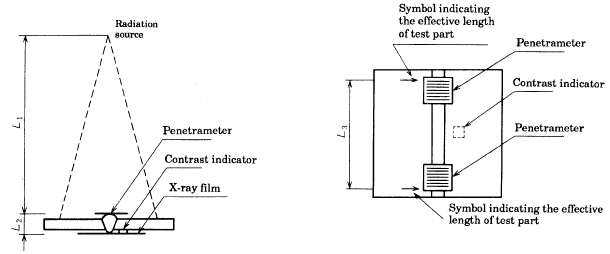 Radiation
source
L1
Penetrameter
Contrast indicator
X-ray film
L2
Symbol indicating
the effective length
of test part
Penetrameter
Contrast indicator
L3
Penetrameter
Symbol indicating the effective
length of test part